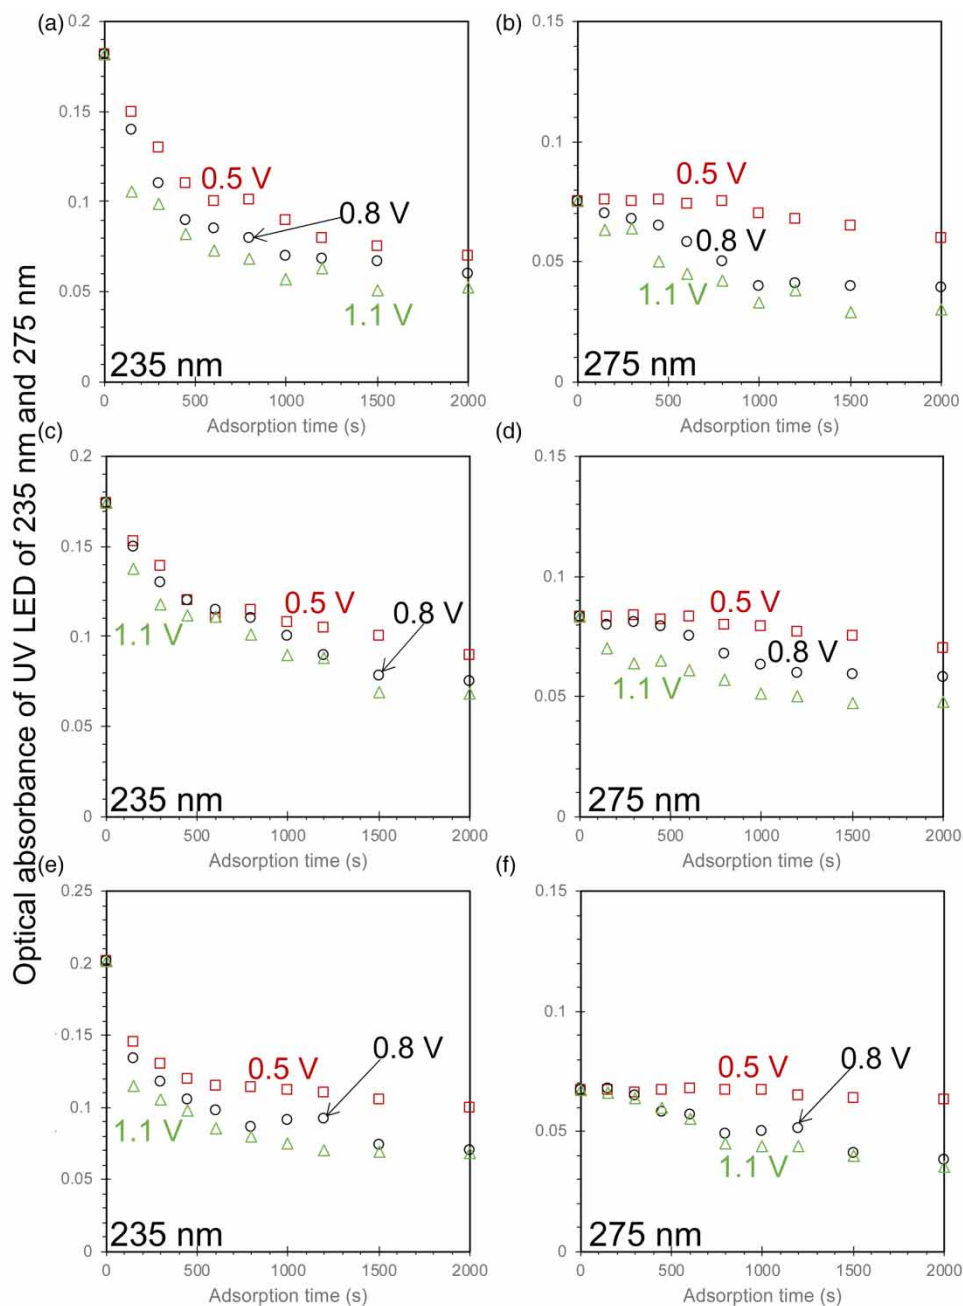 Optical absorbance of UV LED of 235 nm and 275 nm
(a)
0.2
0.15
0.1
0.05
0
0.5 V
0.8 V
1.1 V
235 nm
0 500 1000 1500 2000
Adsorption time (s)
(b)
0.15
0.1
0.05
0
0.5 V
0.8 V
1.1 V
275 nm
0 500 1000 1500 2000
Adsorption time (s)
(c)
0.2
0.15
0.1
0.05
0
0.5 V
0.8 V
1.1 V
235 nm
0 500 1000 1500 2000
Adsorption time (s)
(d)
0.15
0.1
0.05
0
0.5 V
0.8 V
1.1 V
275 nm
0 500 1000 1500 2000
Adsorption time (s)
(e)
0.25
0.2
0.15
0.1
0.05
0
0.8 V
0.5 V
1.1 V
235 nm
0 500 1000 1500 2000
Adsorption time (s)
(f)
0.15
0.1
0.05
0
0.8 V
0.5 V
1.1 V
275 nm
0 500 1000 1500 2000
Adsorption time (s)